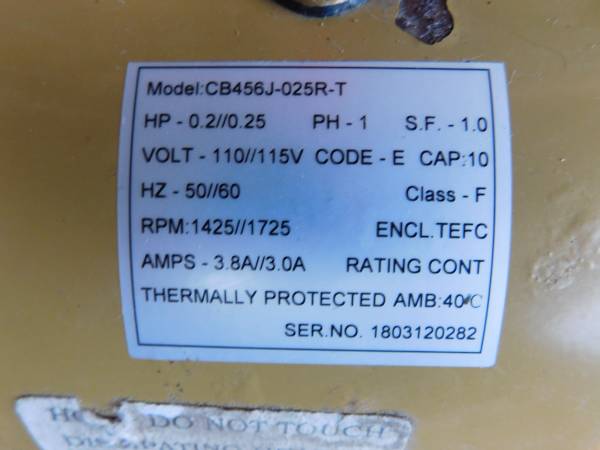 Model:CB456J-025R-T
HP - 0.2//0.25 PH - 1 S.F. - 1.0
VOLT - 110//115V CODE - E CAP:10
HZ - 50//60 Class - F
RPM:1425//1725 ENCL.TEFC
AMPS - 3.8A//3.0A RATING CONT
THERMALLY PROTECTED AMB:40°C
SER.NO. 1803120282
DO NOT TOUCH